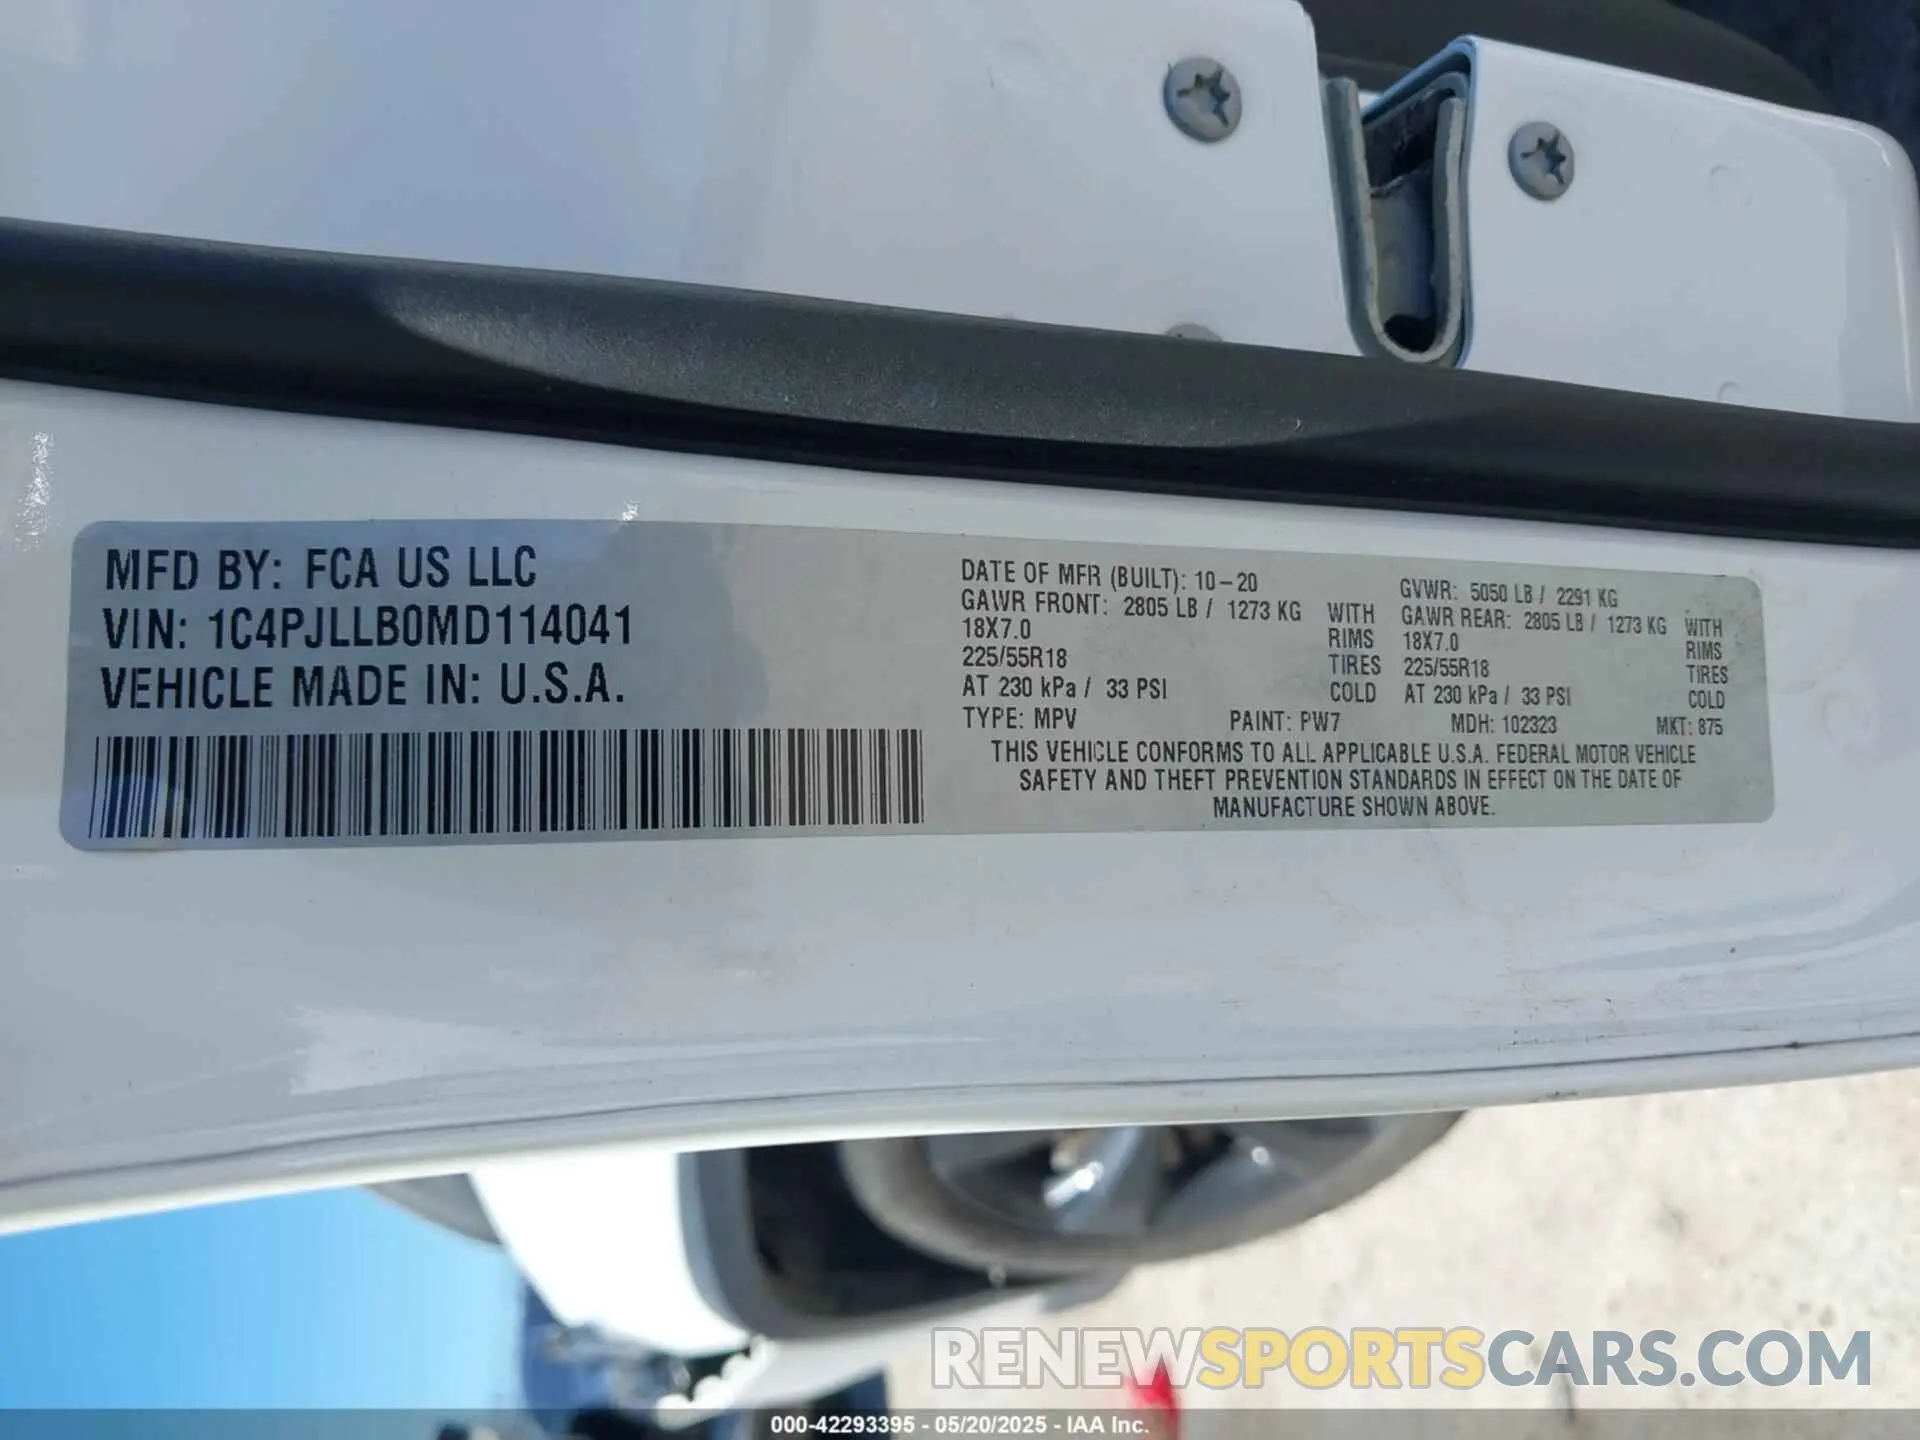 MFD BY: FCA US LLC
VIN: 1C4PJLLB0MD114041
VEHICLE MADE IN: U.S.A.
DATE OF MFR (BUILT): 10-20 GVWR: 5050 LB / 2291 KG
GAWR FRONT: 2805 LB / 1273 KG WITH GAWR REAR: 2805 LB / 1273 KG WITH
18X7.0 RIMS 18X7.0 RIMS
225/55R18 TIRES 225/55R18 TIRES
AT 230 kPa / 33 PSI COLD AT 230 kPa / 33 PSI COLD
TYPE: MPV PAINT: PW7 MDH: 102323 MKT: 875
THIS VEHICLE CONFORMS TO ALL APPLICABLE U.S.A. FEDERAL MOTOR VEHICLE
SAFETY AND THEFT PREVENTION STANDARDS IN EFFECT ON THE DATE OF
MANUFACTURE SHOWN ABOVE.
RENEWSPORTSCARS.COM
000-42293395 - 05/20/2025 - IAA Inc.